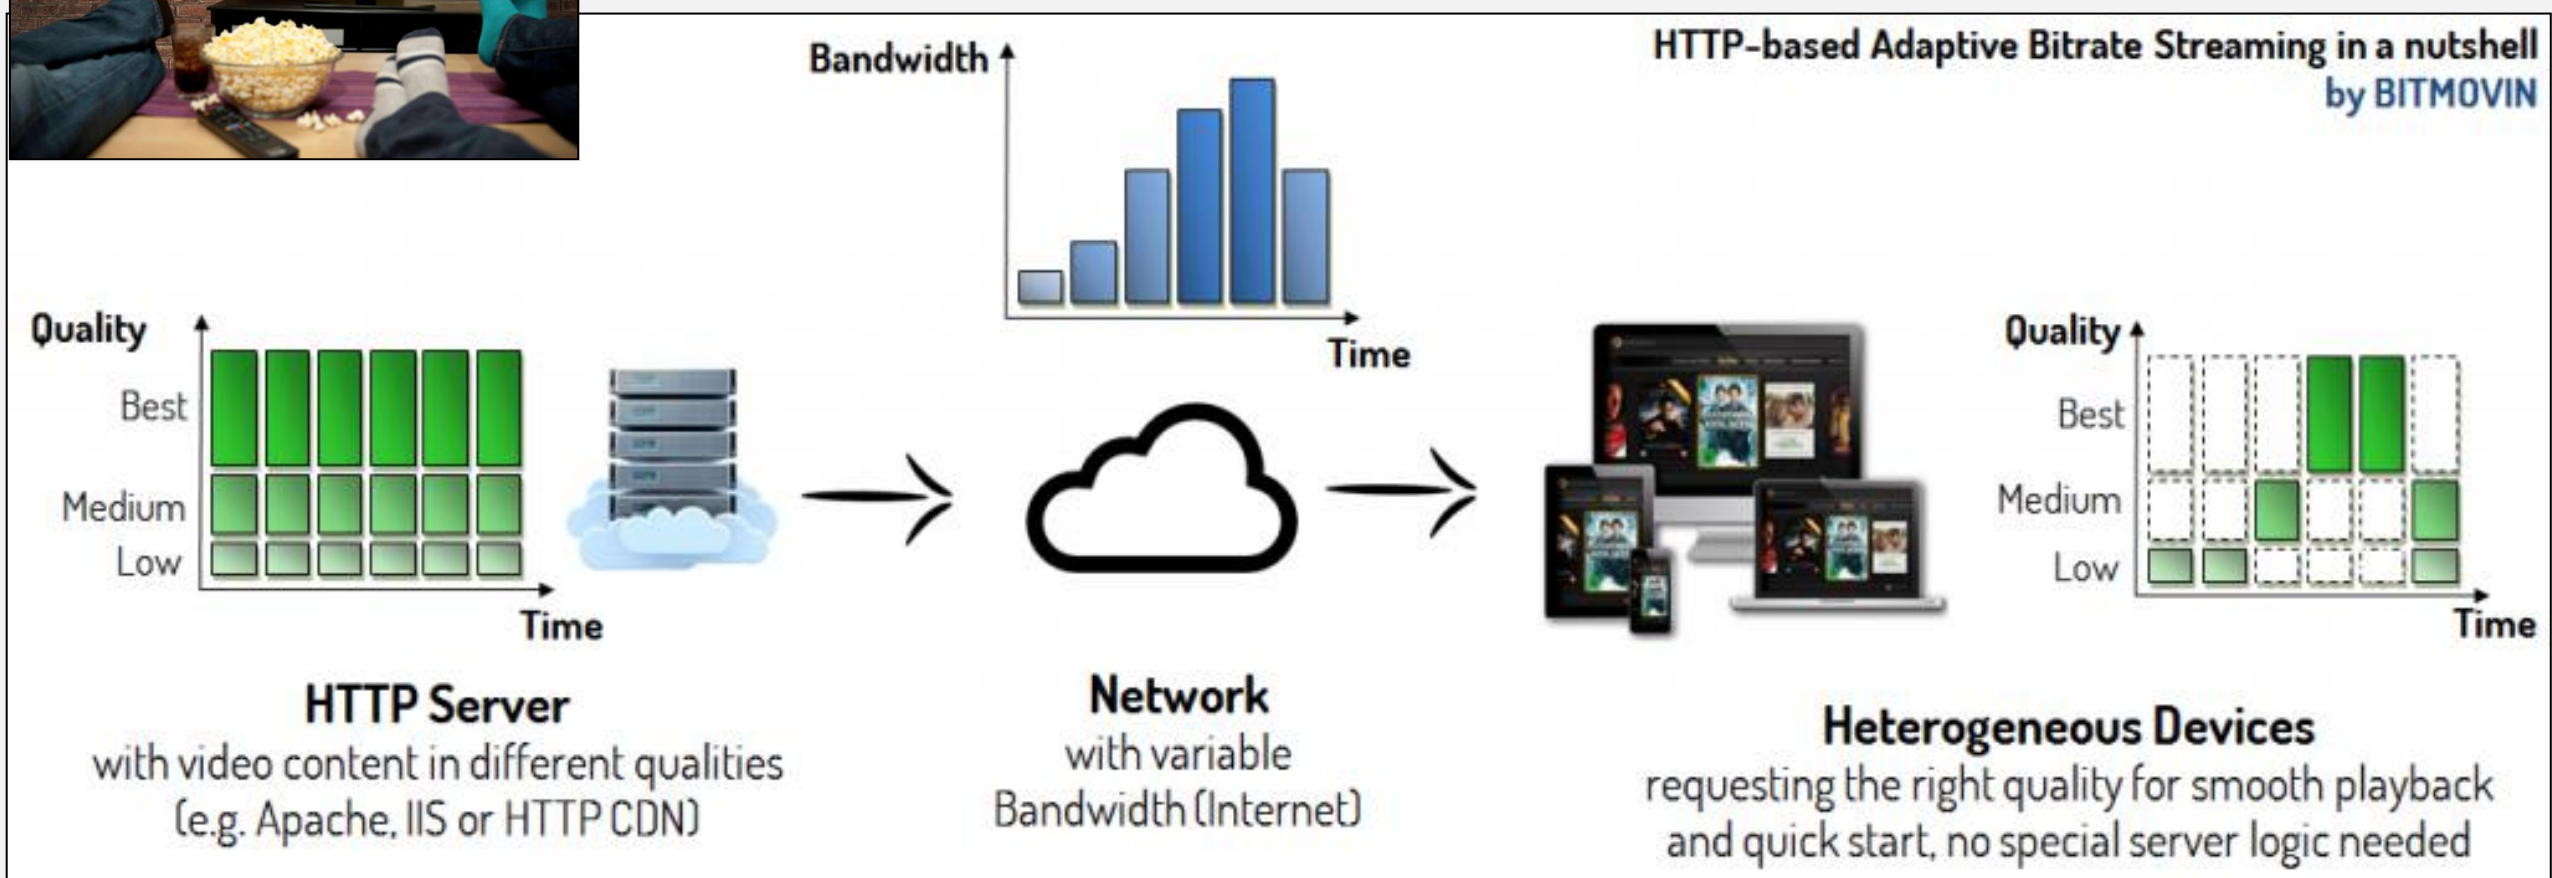 HTTP-based Adaptive Bitrate Streaming in a nutshell
by BITMOVIN
Bandwidth
Time
Quality
Best
Medium
Low
Time
Quality
Best
Medium
Low
Time
HTTP Server
with video content in different qualities
(e.g. Apache, IIS or HTTP CDN)
Network
with variable
Bandwidth (Internet)
Heterogeneous Devices
requesting the right quality for smooth playback
and quick start, no special server logic needed